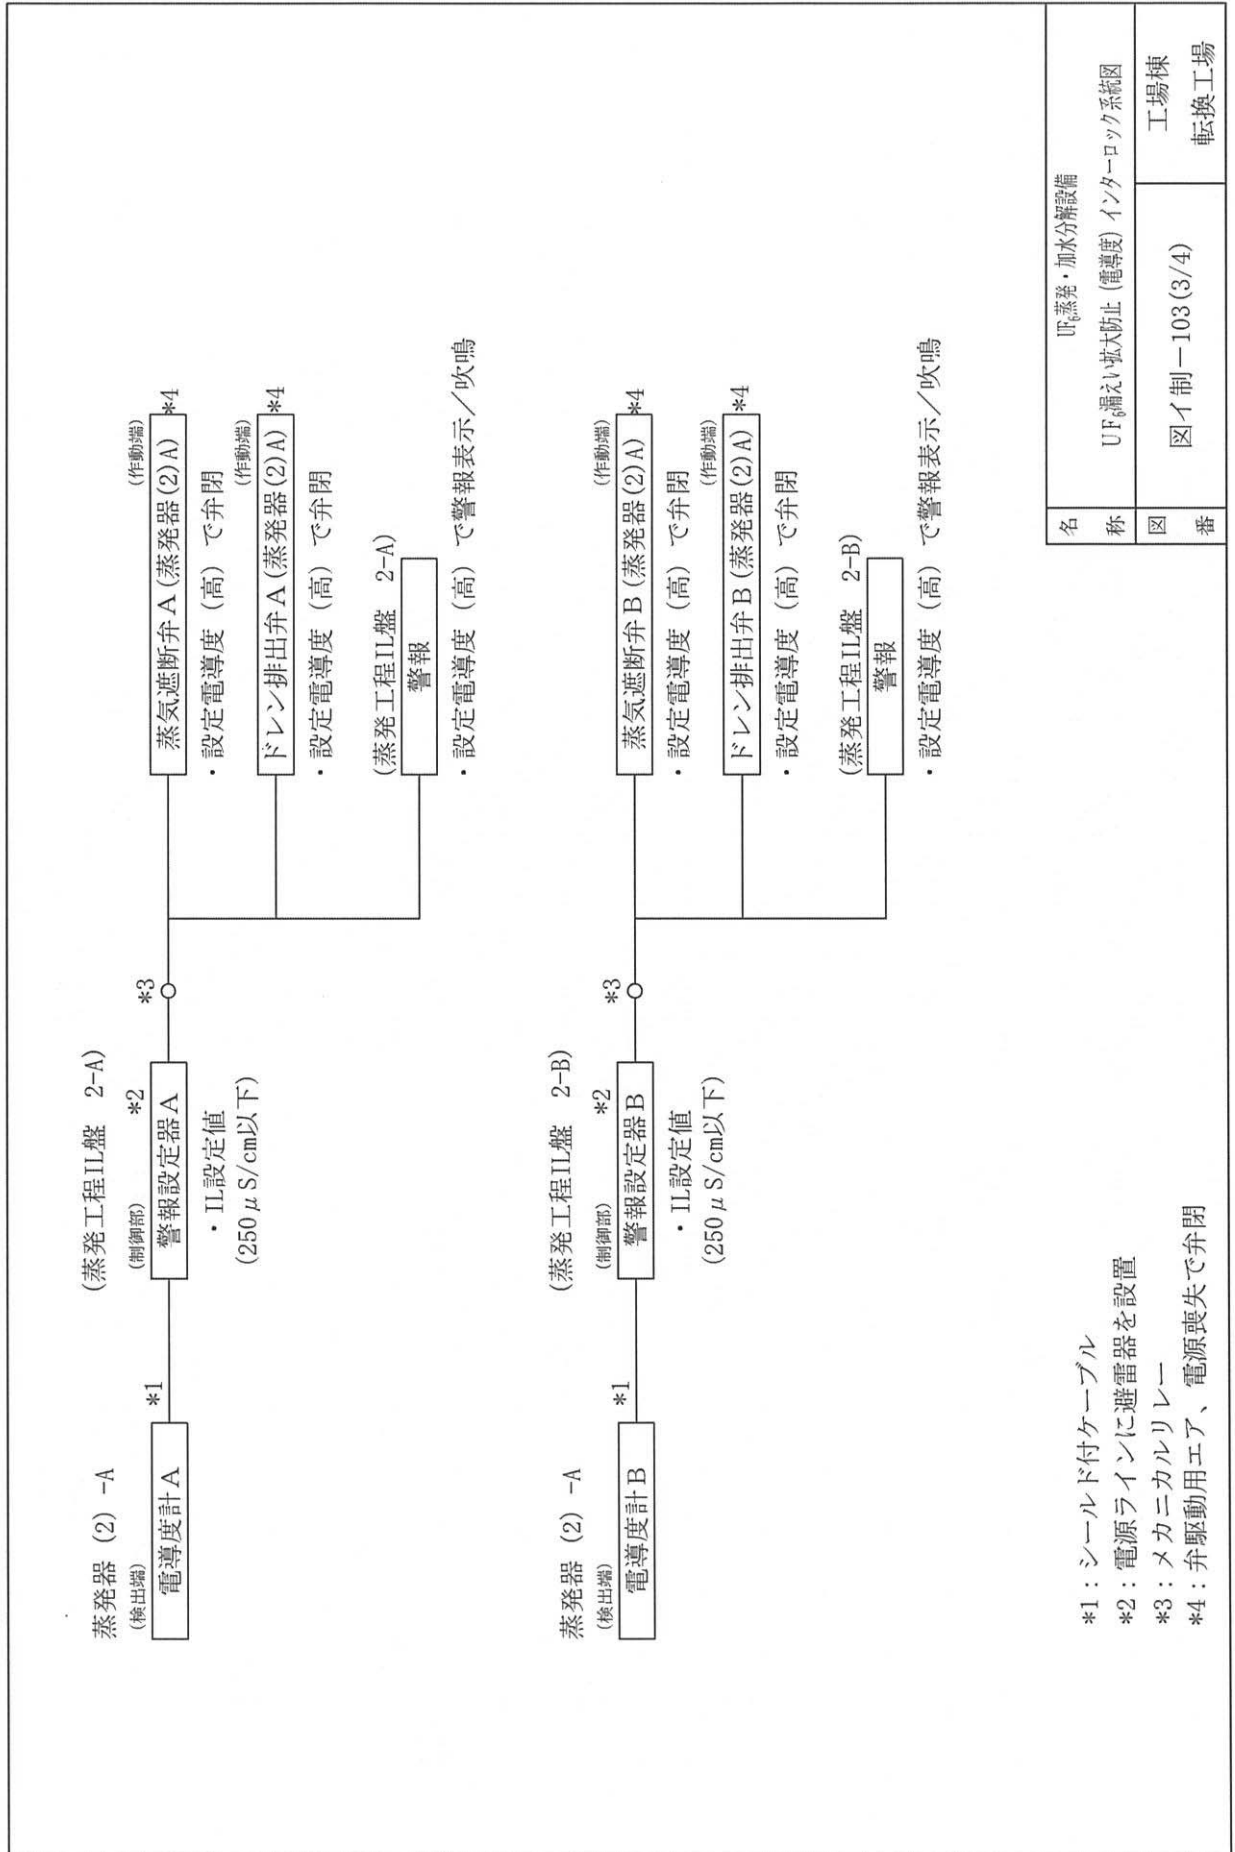 蒸発器 (2) -A
(検出端)
電導度計A
*1
(蒸発工程IL盤 2-A)
(制御部) *2
警報設定器A
・IL設定値
(250μS/cm以下)
*3
(作動端)
蒸気遮断弁A(蒸発器(2)A) *4
・設定電導度（高）で弁閉
(作動端)
ドレン排出弁A(蒸発器(2)A) *4
・設定電導度（高）で弁閉
(蒸発工程IL盤 2-A)
警報
・設定電導度（高）で警報表示／吹鳴
蒸発器 (2) -A
(検出端)
電導度計B
*1
(蒸発工程IL盤 2-B)
(制御部) *2
警報設定器B
・IL設定値
(250μS/cm以下)
*3
(作動端)
蒸気遮断弁B(蒸発器(2)A) *4
・設定電導度（高）で弁閉
(作動端)
ドレン排出弁B(蒸発器(2)A) *4
・設定電導度（高）で弁閉
(蒸発工程IL盤 2-B)
警報
・設定電導度（高）で警報表示／吹鳴
*1：シールド付ケーブル
*2：電源ラインに避雷器を設置
*3：メカニカルリレー
*4：弁駆動用エア、電源喪失で弁閉
名称
UF₆蒸発・加水分解設備
UF₆漏えい拡大防止（電導度）インターロック系統図
図番
図イ制－103(3/4)
工場棟
転換工場